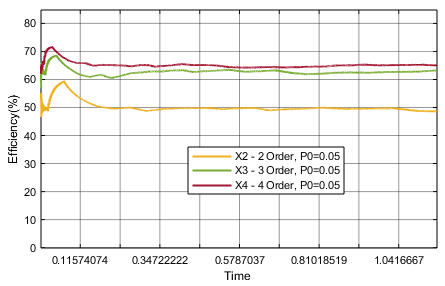 80
70
60
50
40
30
20
10
0
Efficiency(%)
X2 - 2 Order, P0=0.05
X3 - 3 Order, P0=0.05
X4 - 4 Order, P0=0.05
0.11574074 0.34722222 0.5787037 0.81018519 1.0416667
Time